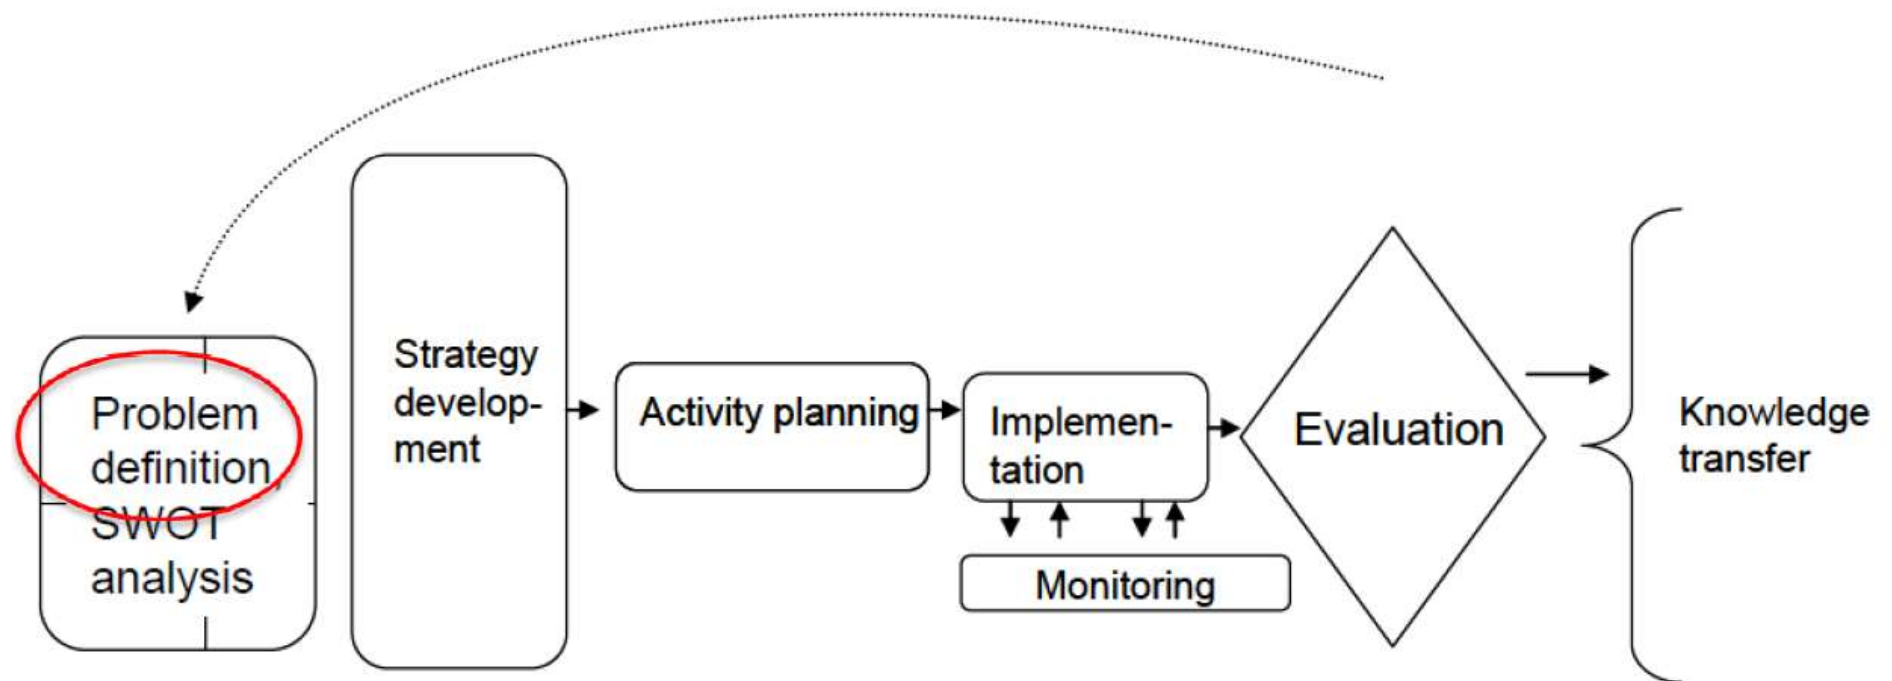 Problem
definition,
SWOT
analysis
Strategy
develop-
ment
Activity planning
Implemen-
tation
Monitoring
Evaluation
Knowledge
transfer